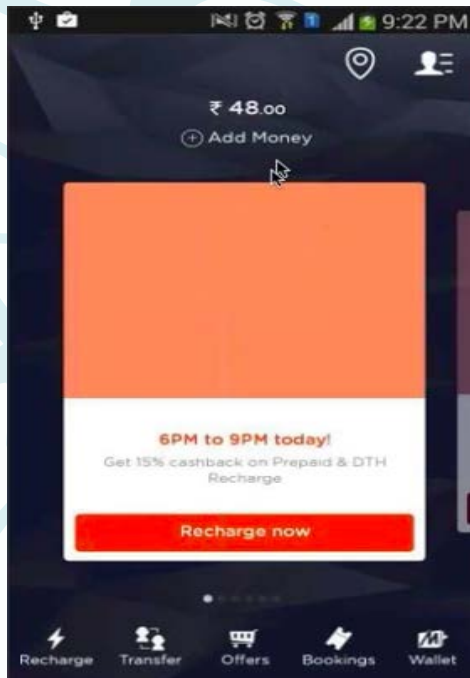 9:22 PM
₹ 48.00
Add Money
6PM to 9PM today!
Get 15% cashback on Prepaid & DTH
Recharge
Recharge now
Recharge Transfer Offers Bookings Wallet